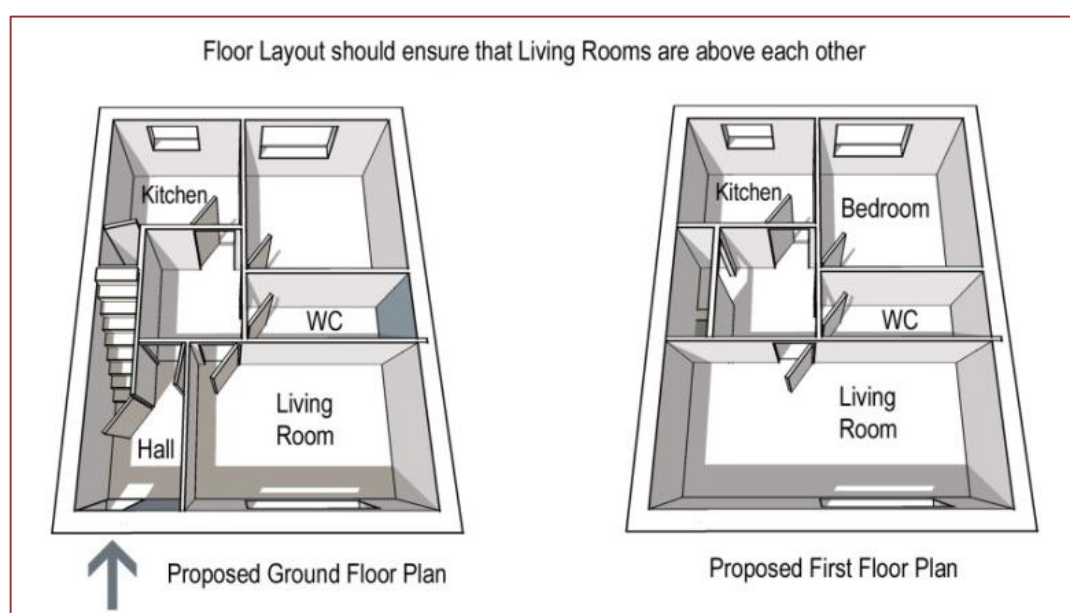 Floor Layout should ensure that Living Rooms are above each other
Kitchen
WC
Living
Room
Hall
Proposed Ground Floor Plan
Kitchen
Bedroom
WC
Living
Room
Proposed First Floor Plan